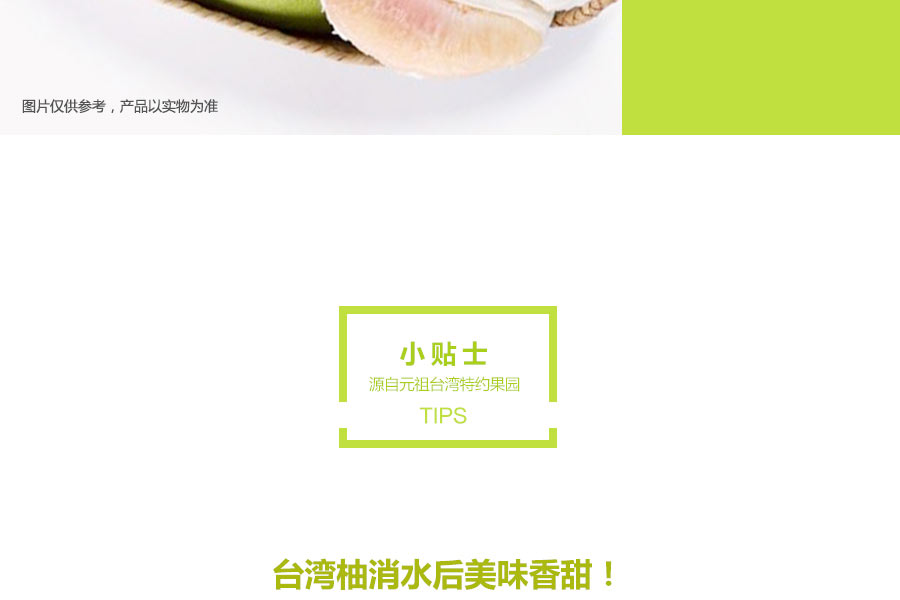 图片仅供参考，产品以实物为准
小贴士
源自元祖台湾特约果园
TIPS
台湾柚消水后美味香甜！